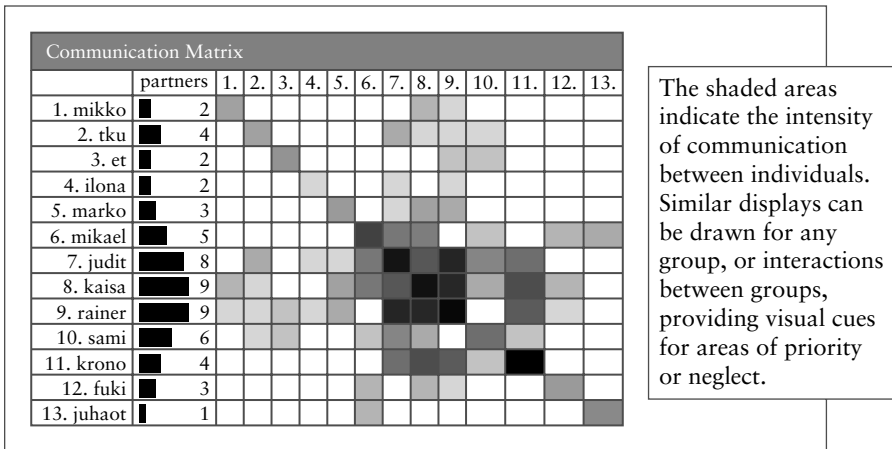 Communication Matrix
partners 1. 2. 3. 4. 5. 6. 7. 8. 9. 10. 11. 12. 13.
1. mikko 2
2. tku 4
3. et 2
4. ilona 2
5. marko 3
6. mikael 5
7. judit 8
8. kaisa 9
9. rainer 9
10. sami 6
11. krono 4
12. fuki 3
13. juhaot 1
The shaded areas
indicate the intensity
of communication
between individuals.
Similar displays can
be drawn for any
group, or interactions
between groups,
providing visual cues
for areas of priority
or neglect.